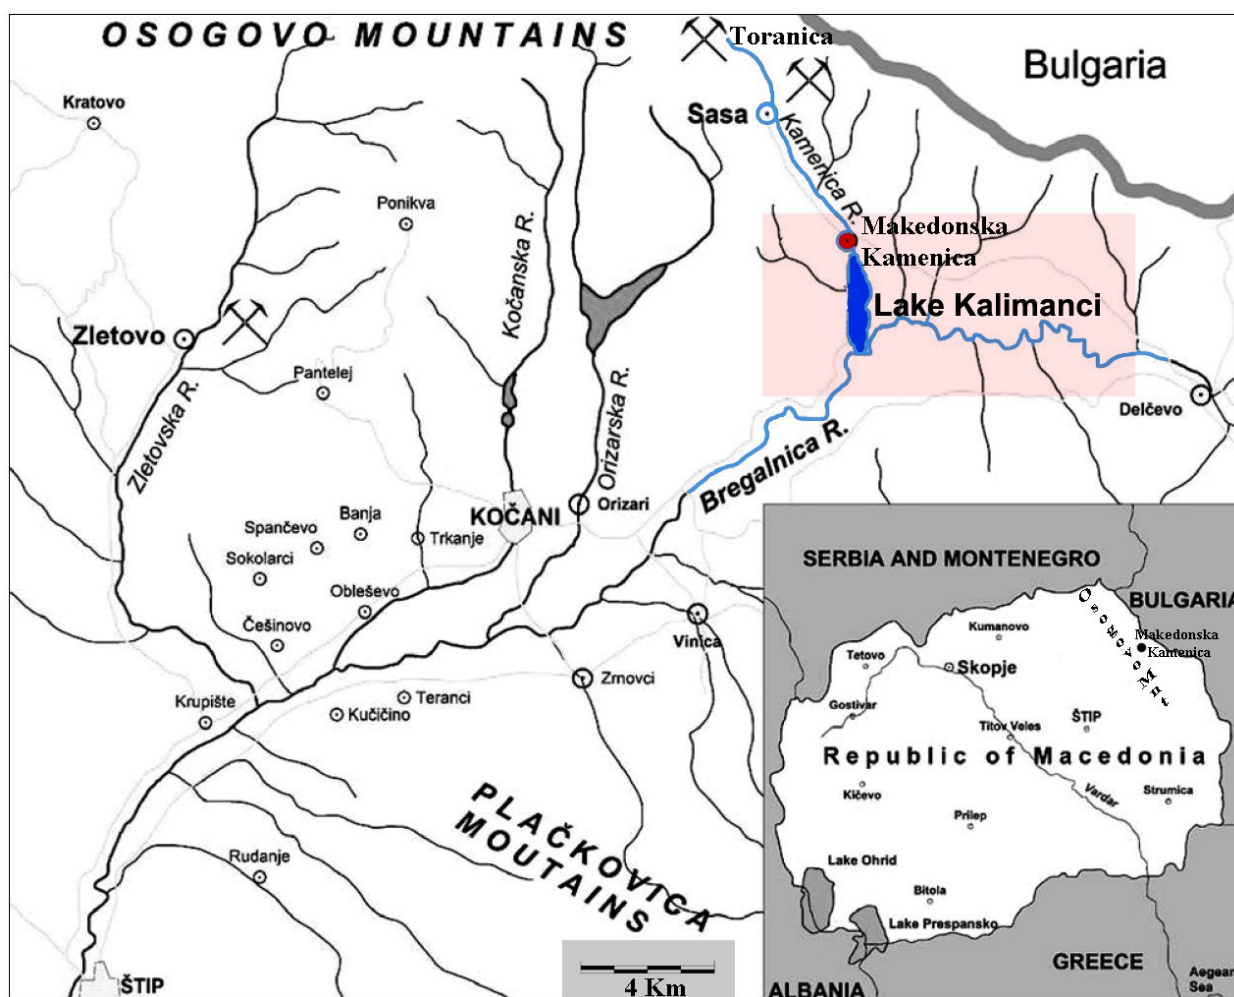 OSOGOVO MOUNTAINS
Toranica
Bulgaria
Kratovo
Sasa
Kamenica R.
Ponikva
Makedonska
Kamenica
Kočanska R.
Lake Kalimanci
Zletovo
Pantelej
Zletovska R.
Orizarska R.
Delčevo
Bregalnica R.
KOČANI
Orizari
Banja
Spančevo
Trkanje
Sokolarci
Obleševo
Češinovo
Vinica
Zrnovci
Teranci
Krupište
Kučičino
PLAČKOVICA
MOUTAINS
Rudanje
ŠTIP
4 Km
SERBIA AND MONTENEGRO
BULGARIA
Osogovo Mnt
Kumanovo
Makedonska
Kamenica
Tetovo
Skopje
Gostivar
Titov Veles
ŠTIP
Republic of Macedonia
Kičevo
Vardar
Strumica
Prilep
Lake Ohrid
Bitola
Lake Prespansko
GREECE
Aegean
Sea
ALBANIA